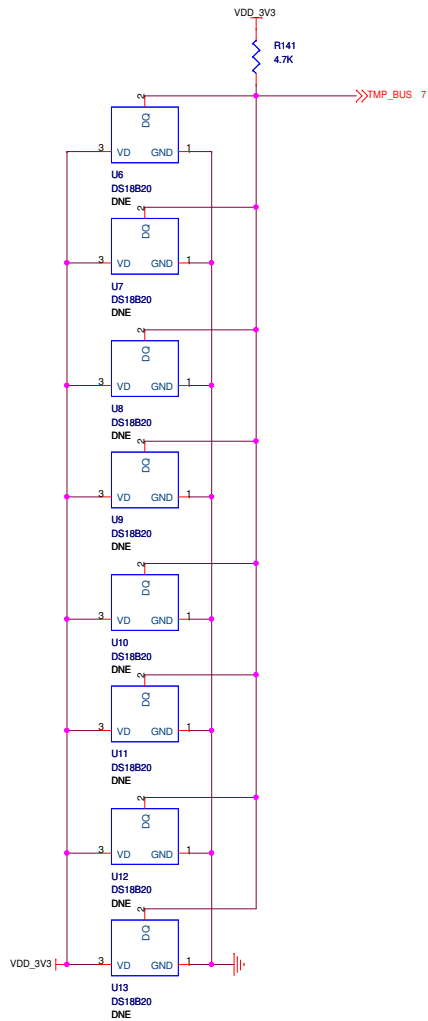 VDD_3V3
R141
4.7K
TMP_BUS 7
2
DQ
3 VD GND 1
U6
DS18B20
DNE
2
DQ
3 VD GND 1
U7
DS18B20
DNE
2
DQ
3 VD GND 1
U8
DS18B20
DNE
2
DQ
3 VD GND 1
U9
DS18B20
DNE
2
DQ
3 VD GND 1
U10
DS18B20
DNE
2
DQ
3 VD GND 1
U11
DS18B20
DNE
2
DQ
3 VD GND 1
U12
DS18B20
DNE
2
DQ
VDD_3V3 3 VD GND 1
U13
DS18B20
DNE